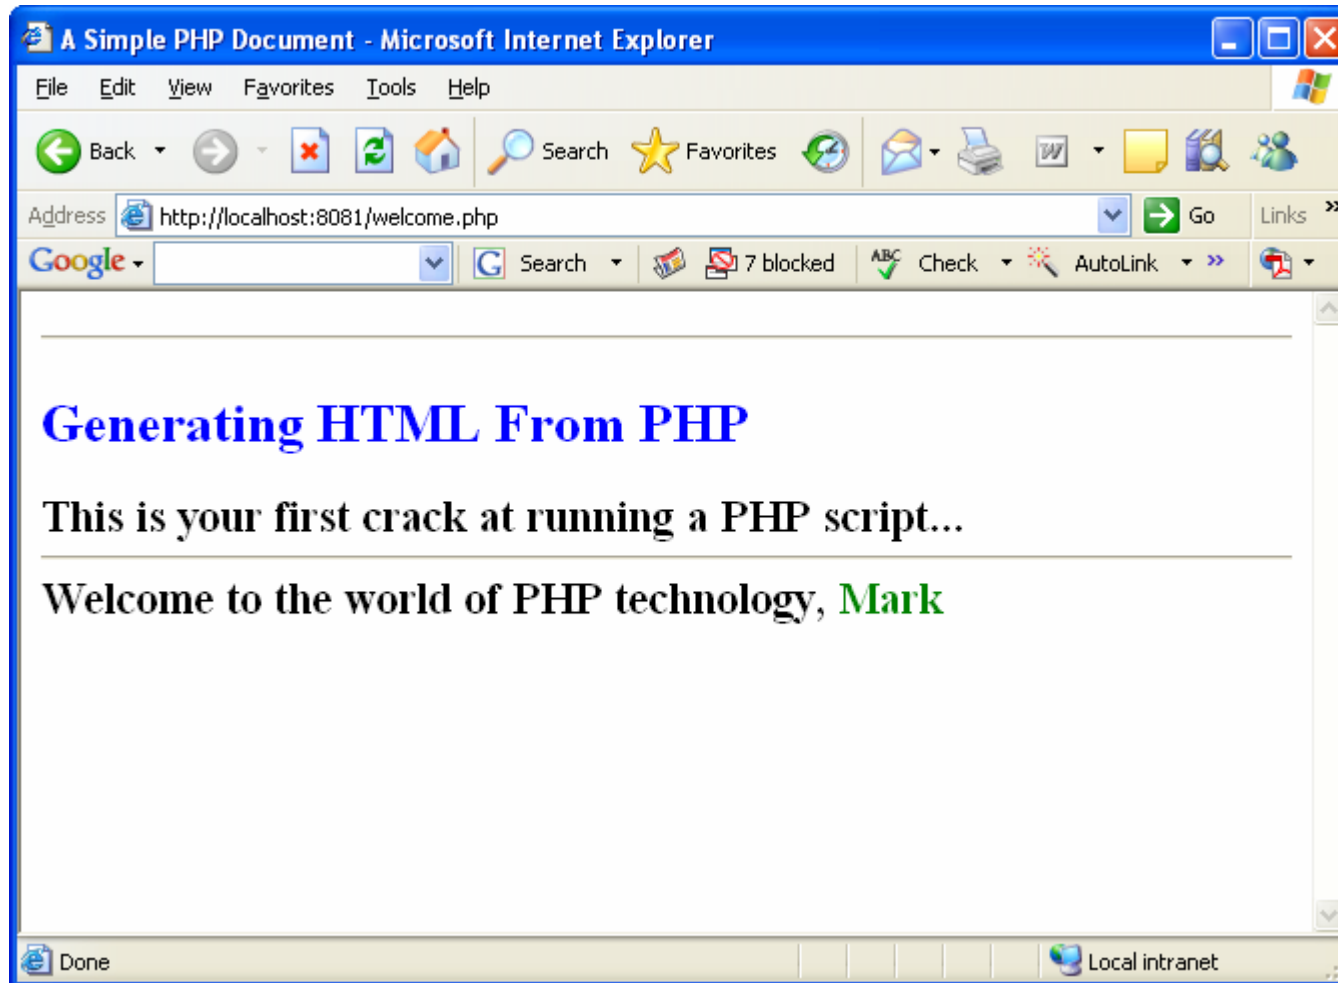 A Simple PHP Document - Microsoft Internet Explorer
File Edit View Favorites Tools Help
Back Search Favorites W
Address http://localhost:8081/welcome.php Go Links »
Google G Search 7 blocked ABC Check AutoLink »
Generating HTML From PHP
This is your first crack at running a PHP script...
Welcome to the world of PHP technology, Mark
Done Local intranet